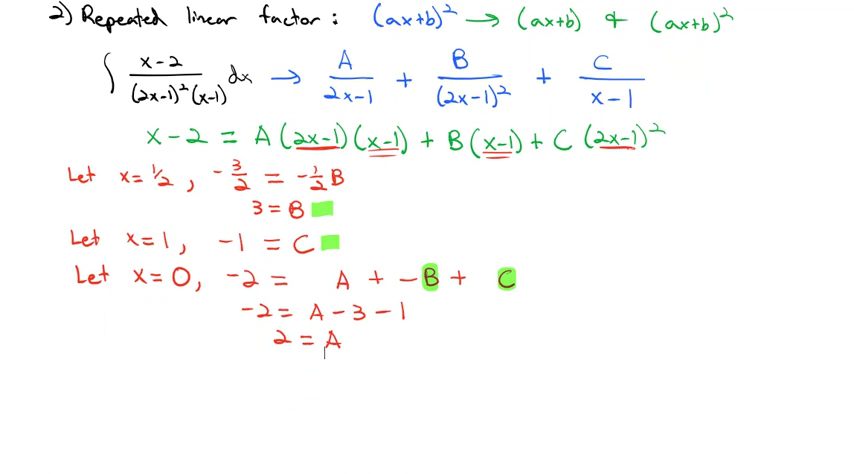 2) Repeated linear factor: (ax+b)² → (ax+b) & (ax+b)²
∫ x-2 / (2x-1)²(x-1) dx → A / 2x-1 + B / (2x-1)² + C / x-1
x-2 = A(2x-1)(x-1) + B(x-1) + C(2x-1)²
Let x=1/2, -3/2 = -1/2 B
3 = B
Let x=1, -1 = C
Let x=0, -2 = A + -B + C
-2 = A - 3 - 1
2 = A